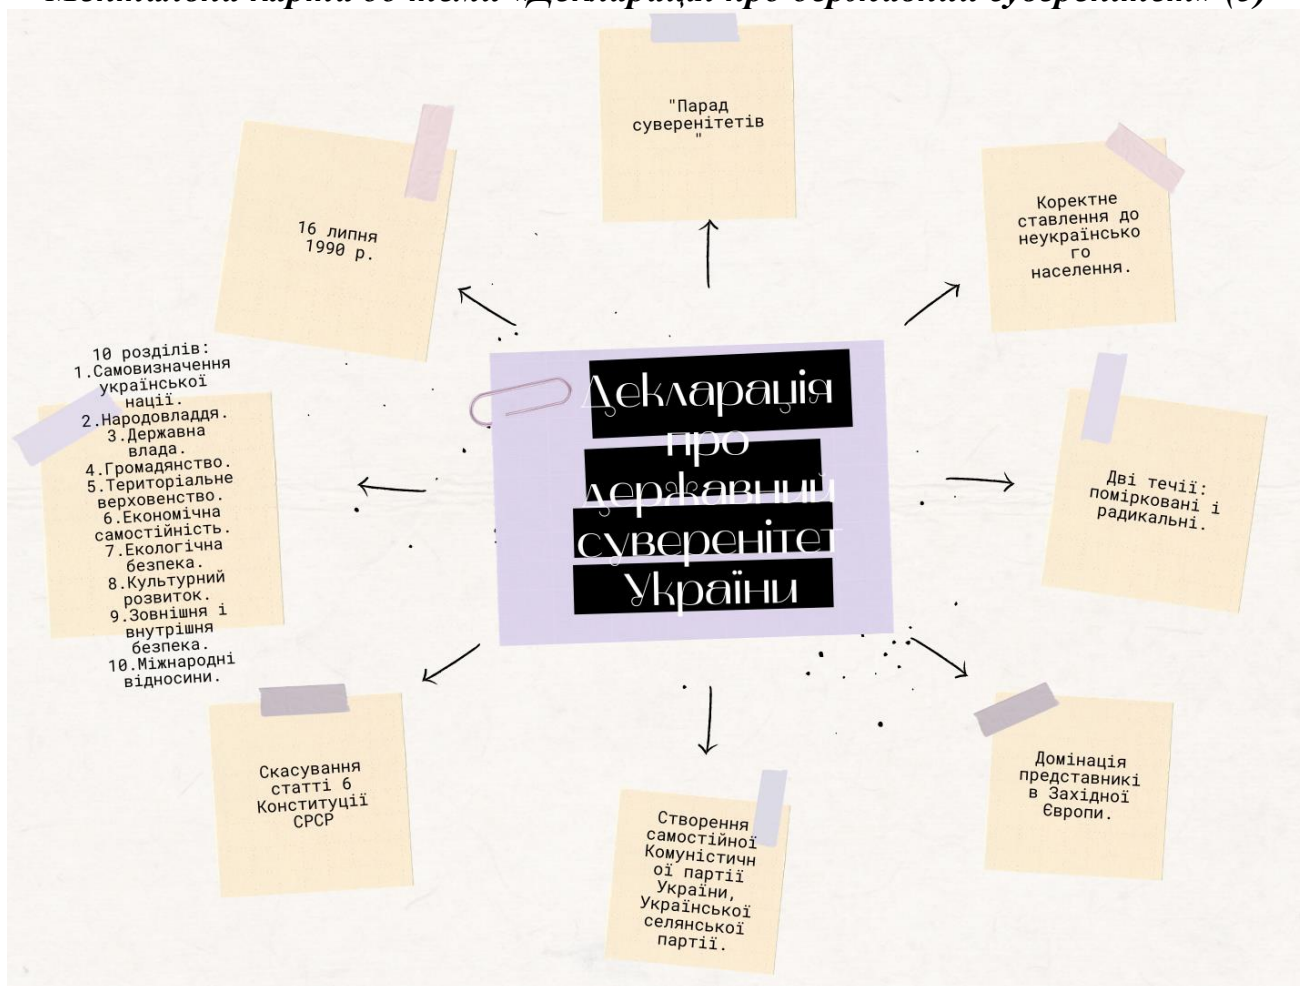 "Парад
суверенітетів
"
16 липня
1990 р.
Коректне
ставлення до
неукраїнсько
го
населення.
10 розділів:
1.Самовизначення
української
нації.
2.Народовладдя.
3.Державна
влада.
4.Громадянство.
5.Територіальне
верховенство.
6.Економічна
самостійність.
7.Екологічна
безпека.
8.Культурний
розвиток.
9.Зовнішня і
внутрішня
безпека.
10.Міжнародні
відносини.
Декларація
про
державний
суверенітет
України
Дві течії:
помірковані і
радикальні.
Скасування
статті 6
Конституції
СРСР
Створення
самостійної
Комуністичн
ої партії
України,
Української
селянської
партії.
Домінація
представникі
в Західної
Європи.